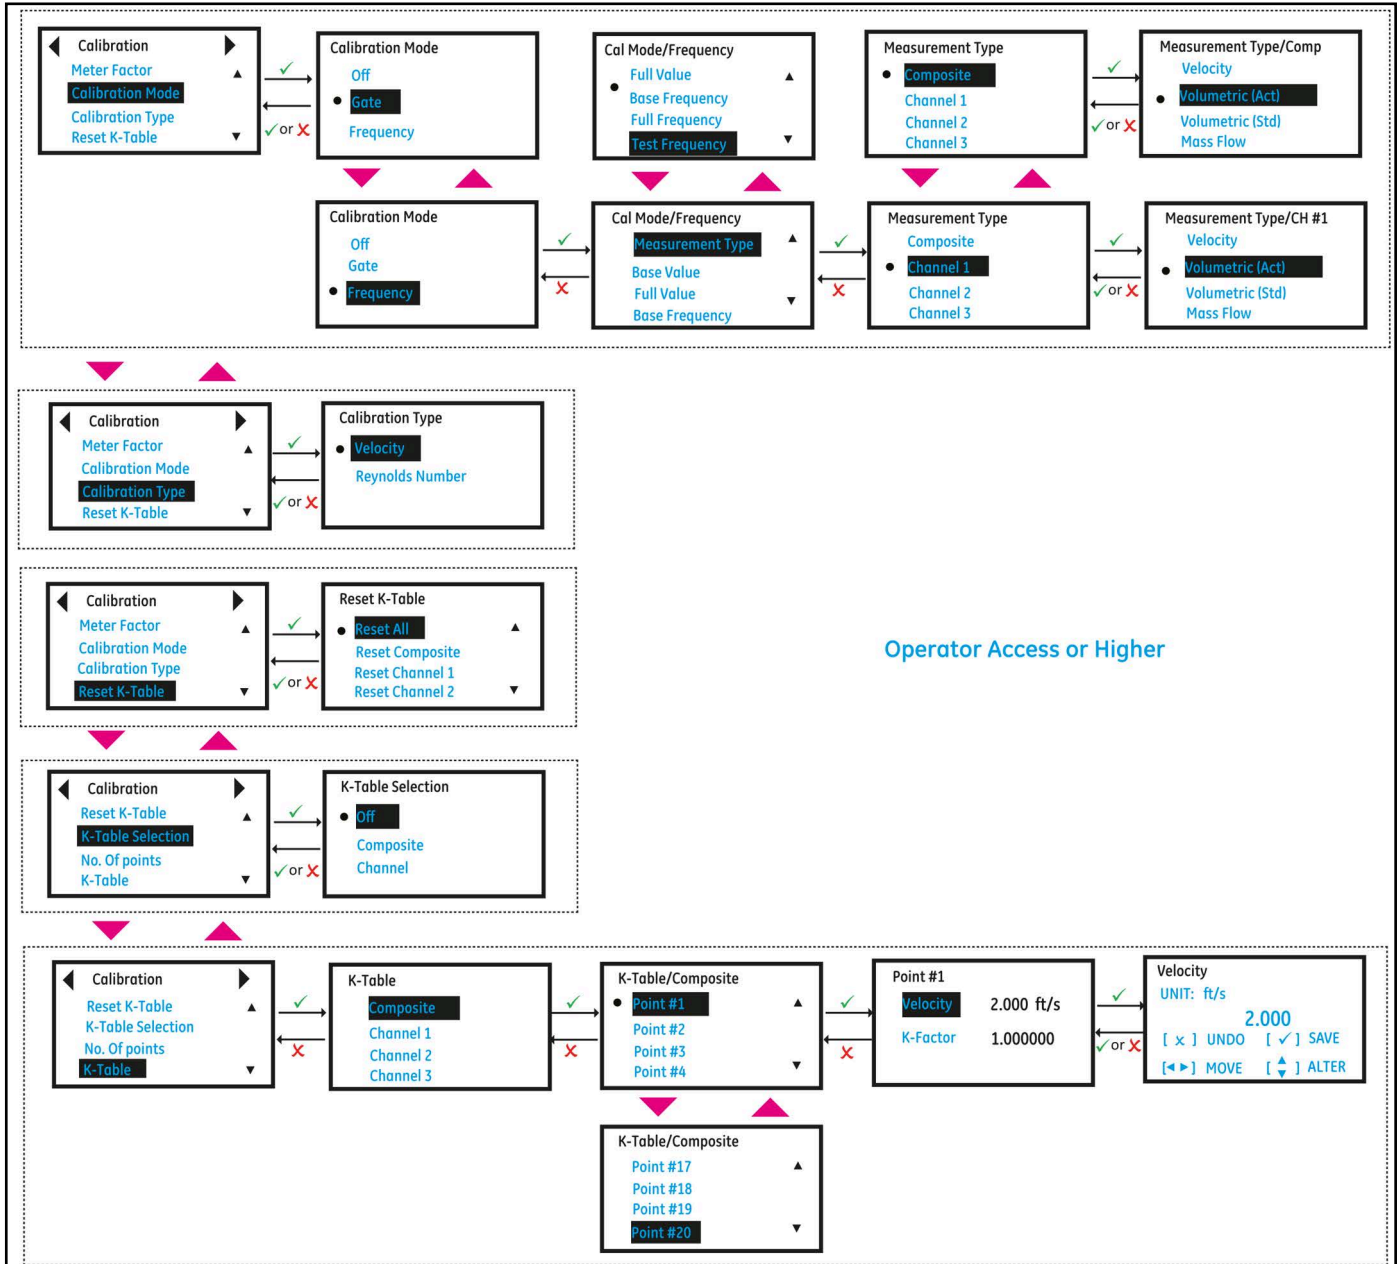 Calibration
Meter Factor
Calibration Mode
Calibration Type
Reset K-Table
✓
✓ or ✗
Calibration Mode
Off
Gate
Frequency
Cal Mode/Frequency
Full Value
Base Frequency
Full Frequency
Test Frequency
Measurement Type
Composite
Channel 1
Channel 2
Channel 3
✓
✓ or ✗
Measurement Type/Comp
Velocity
Volumetric (Act)
Volumetric (Std)
Mass Flow
Calibration Mode
Off
Gate
Frequency
✓
✗
Cal Mode/Frequency
Measurement Type
Base Value
Full Value
Base Frequency
✓
✗
Measurement Type
Composite
Channel 1
Channel 2
Channel 3
✓
✓ or ✗
Measurement Type/CH #1
Velocity
Volumetric (Act)
Volumetric (Std)
Mass Flow
Calibration
Meter Factor
Calibration Mode
Calibration Type
Reset K-Table
✓
✓ or ✗
Calibration Type
Velocity
Reynolds Number
Calibration
Meter Factor
Calibration Mode
Calibration Type
Reset K-Table
✓
✓ or ✗
Reset K-Table
Reset All
Reset Composite
Reset Channel 1
Reset Channel 2
Operator Access or Higher
Calibration
Reset K-Table
K-Table Selection
No. Of points
K-Table
✓
✓ or ✗
K-Table Selection
Off
Composite
Channel
Calibration
Reset K-Table
K-Table Selection
No. Of points
K-Table
✓
✗
K-Table
Composite
Channel 1
Channel 2
Channel 3
✓
✗
K-Table/Composite
Point #1
Point #2
Point #3
Point #4
✓
✗
Point #1
Velocity 2.000 ft/s
K-Factor 1.000000
✓
✓ or ✗
Velocity
UNIT: ft/s
2.000
[ x ] UNDO [ ✓ ] SAVE
[◄ ►] MOVE [ ▲▼ ] ALTER
K-Table/Composite
Point #17
Point #18
Point #19
Point #20